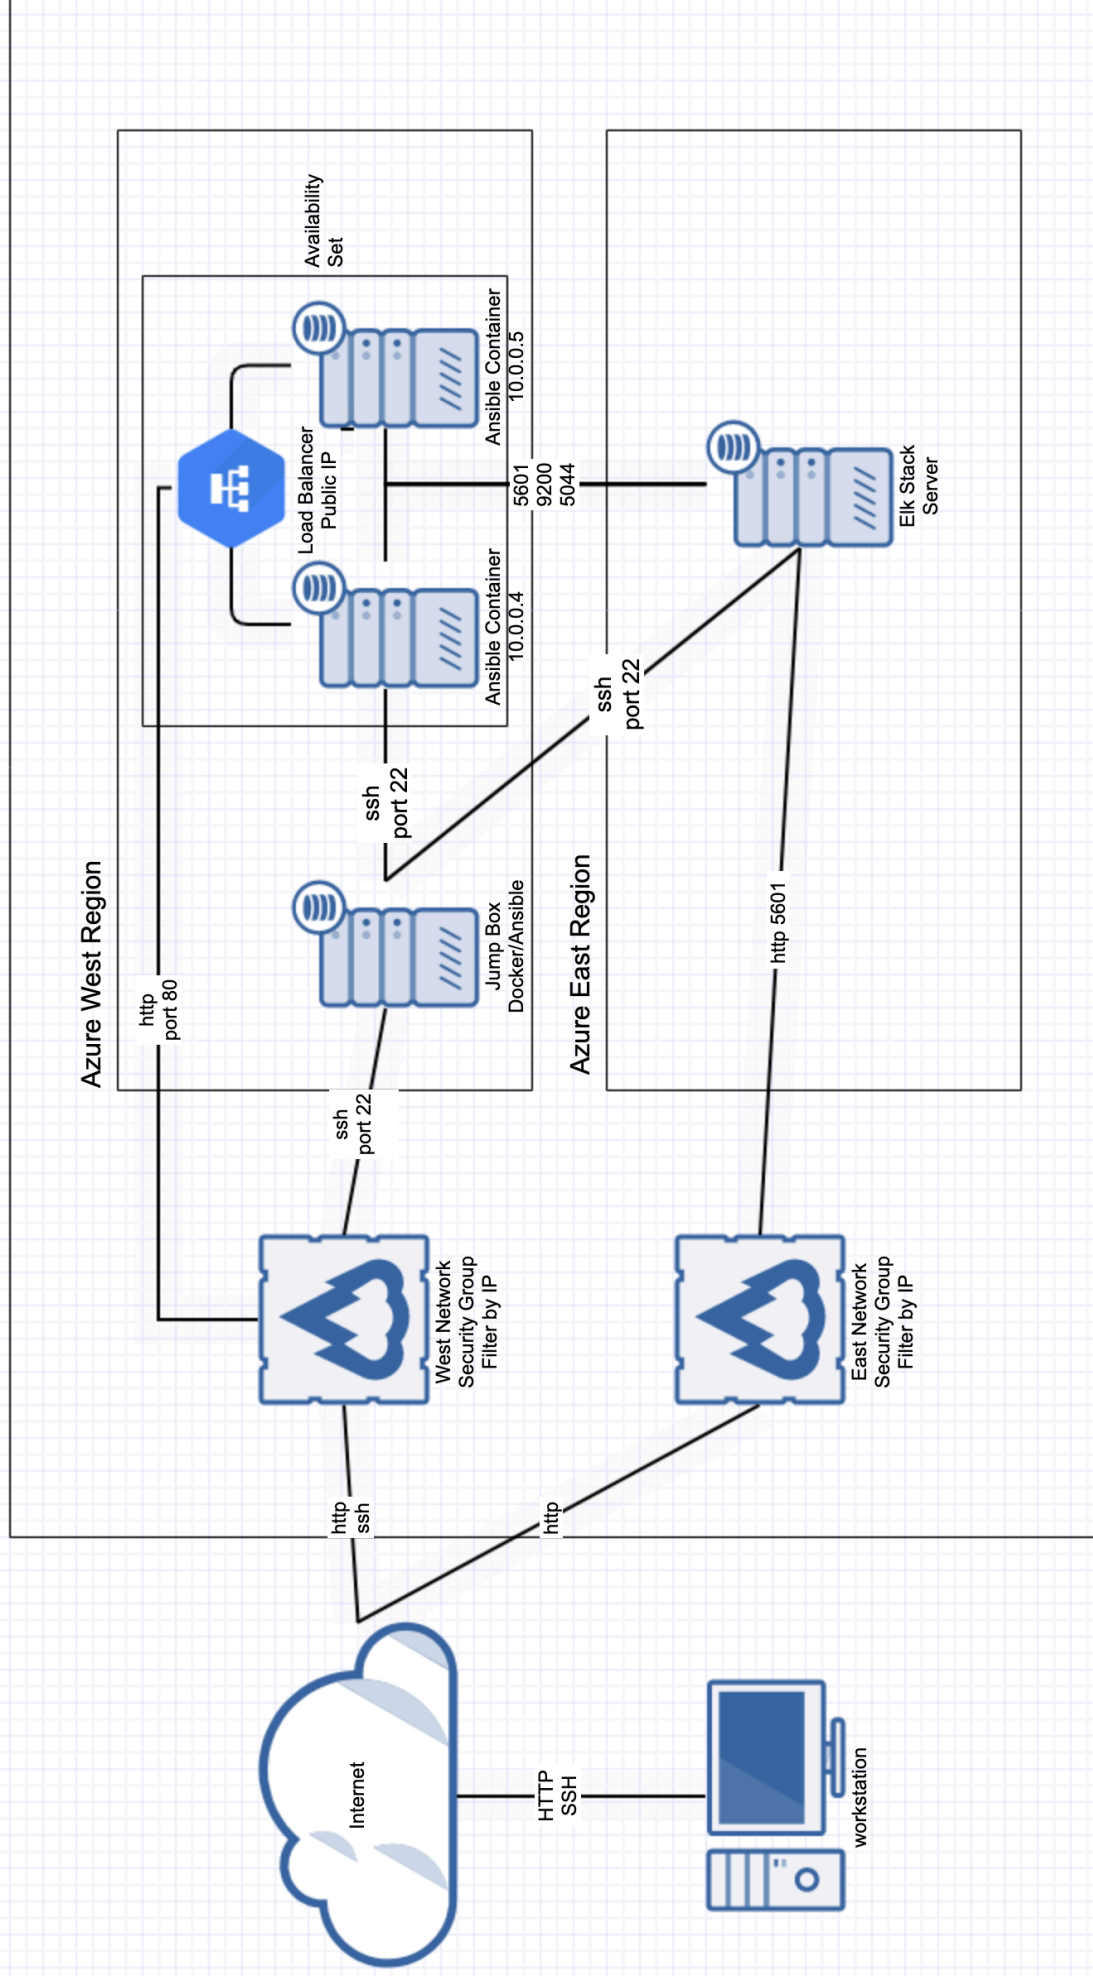 Azure West Region
http
port 80
Load Balancer
Public IP
Availability
Set
Internet
http
ssh
West Network
Security Group
Filter by IP
ssh
port 22
Jump Box
Docker/Ansible
ssh
port 22
Ansible Container
10.0.0.4
Ansible Container
10.0.0.5
5601
9200
5044
HTTP
SSH
http
Azure East Region
ssh
port 22
workstation
East Network
Security Group
Filter by IP
http 5601
Elk Stack
Server